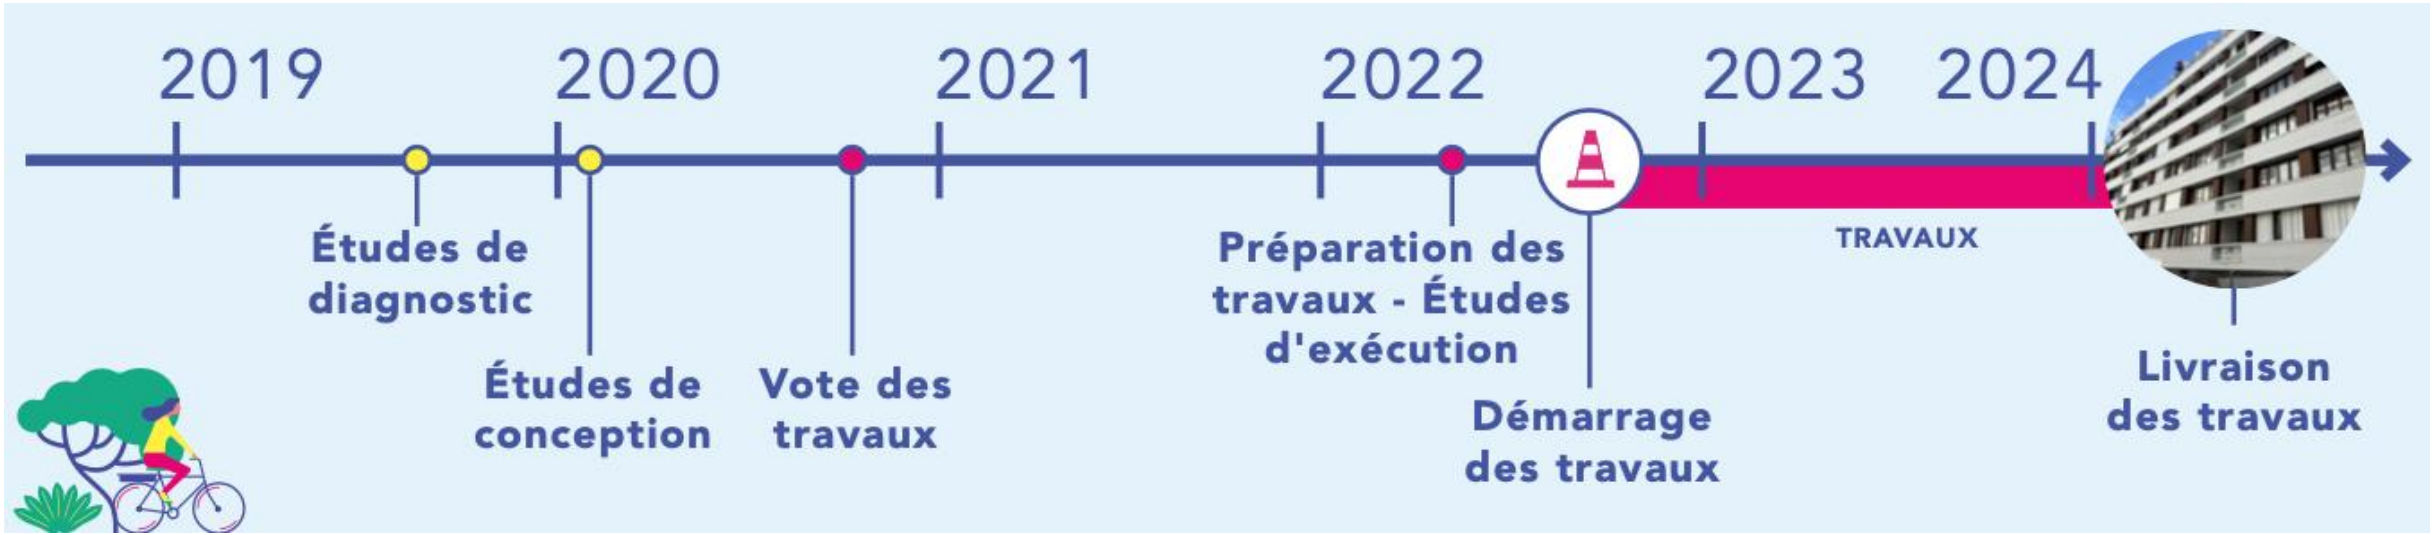 2019
2020
2021
2022
2023
2024
Études de
diagnostic
Études de
conception
Vote des
travaux
Préparation des
travaux - Études
d'exécution
Démarrage
des travaux
TRAVAUX
Livraison
des travaux